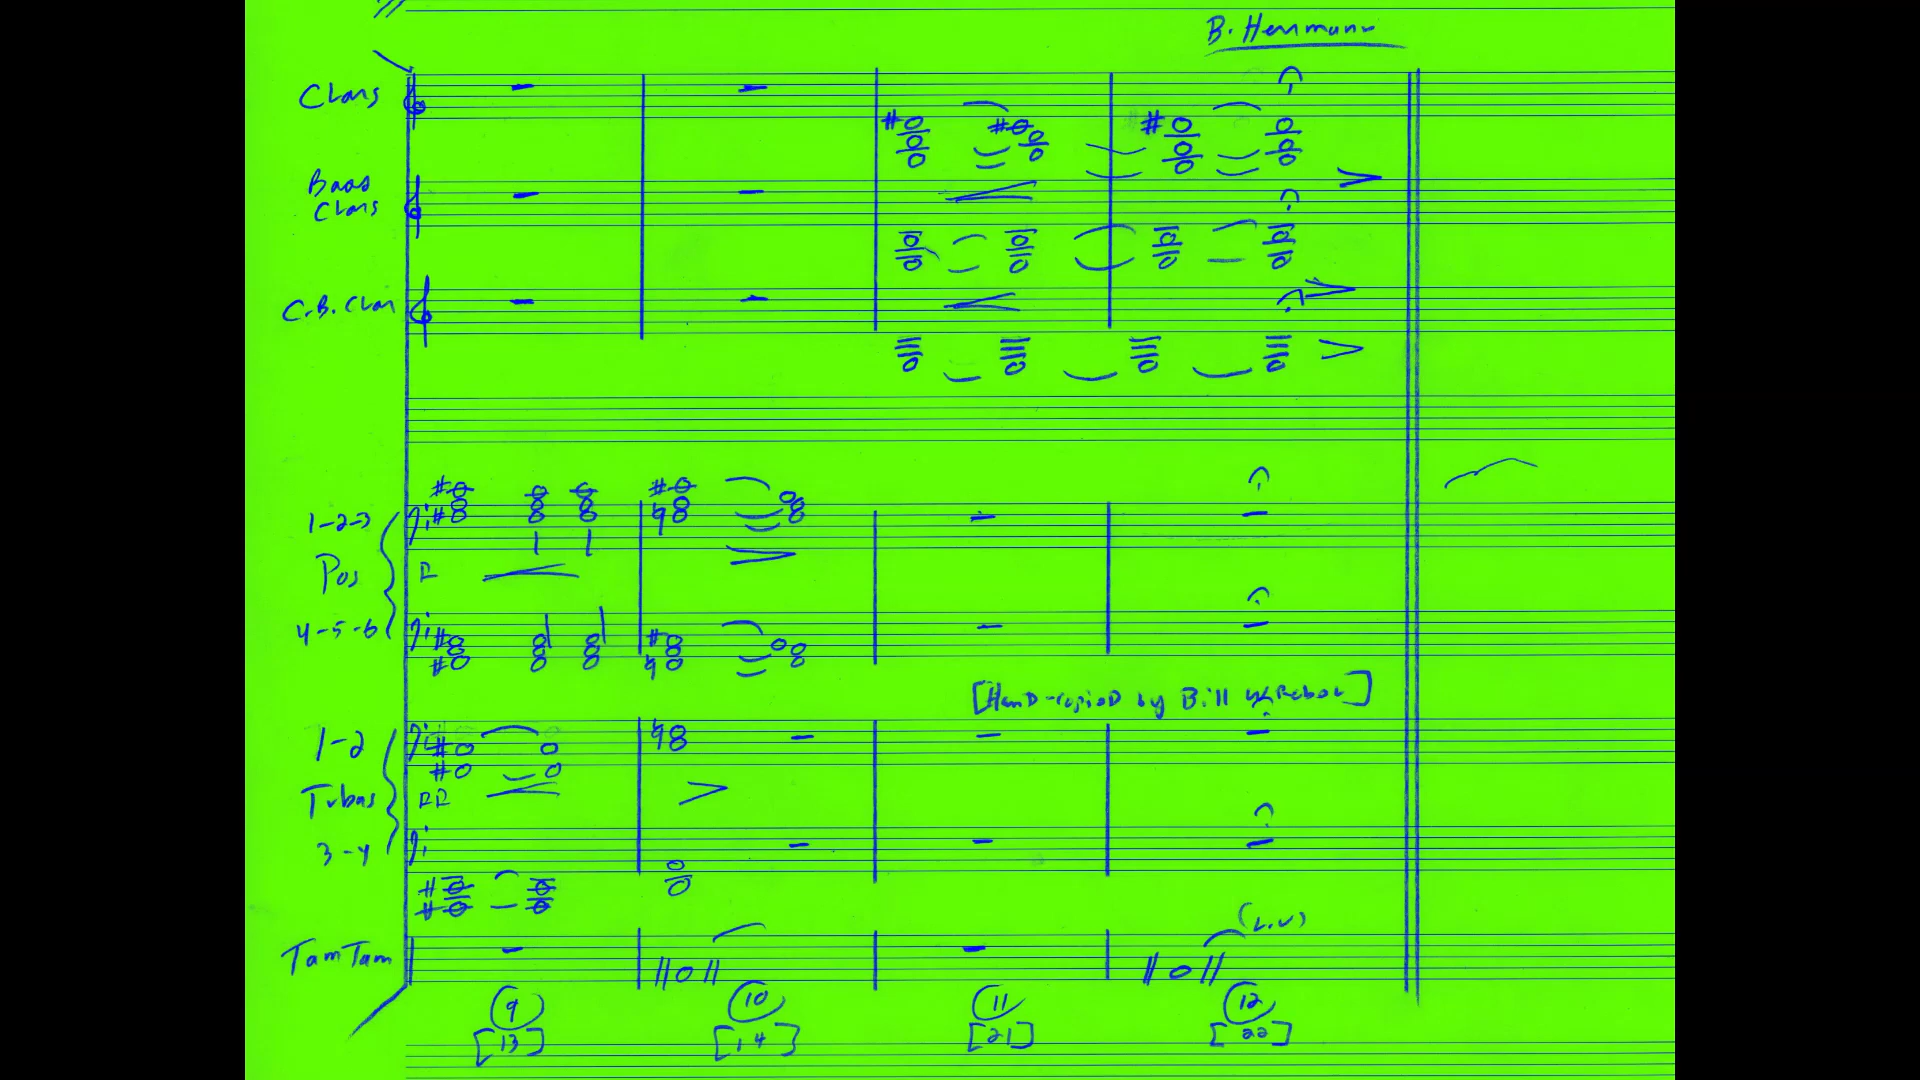 B. Herrmann
Clars
Bass
Clars
C.B. Clar
1-2-3
Pos
4-5-6
[Hand-copied by Bill Wrobel]
1-2
Tubas
3-4
(L.V)
Tam Tam
9 10 11 12
[13] [14] [21] [22]